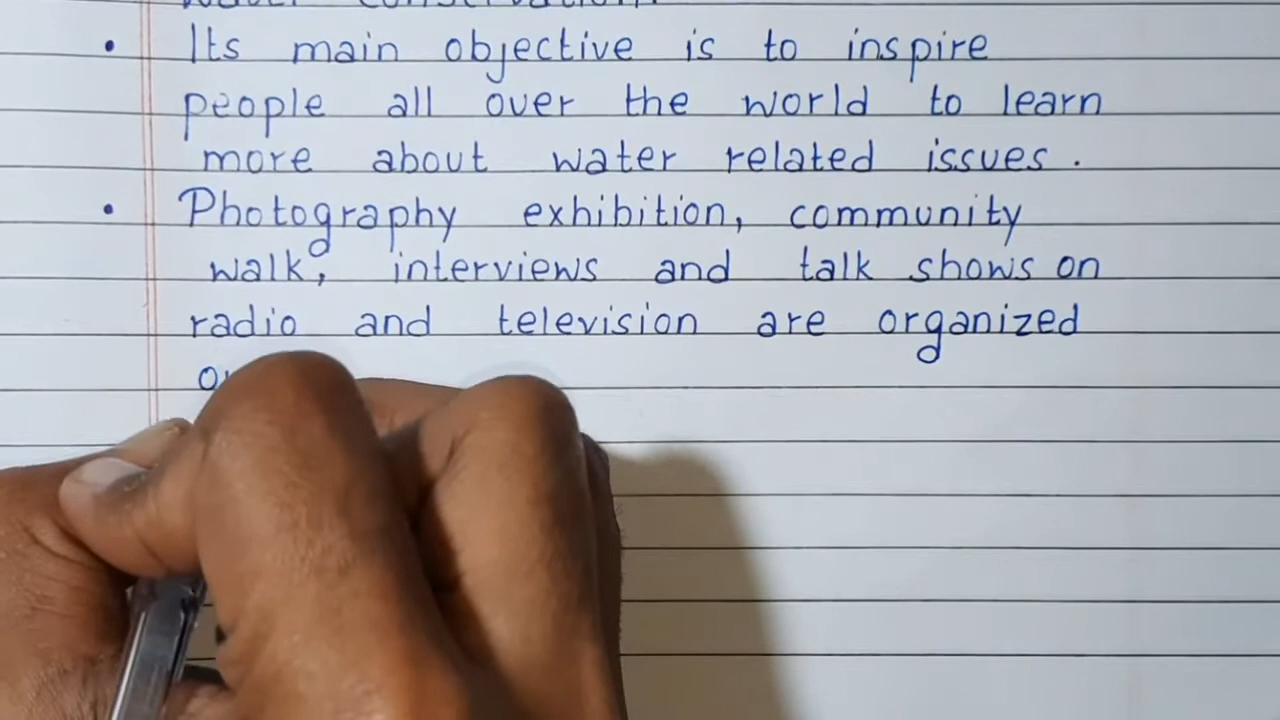 • Its main objective is to inspire
people all over the world to learn
more about water related issues.
• Photography exhibition, community
walk, interviews and talk shows on
radio and television are organized